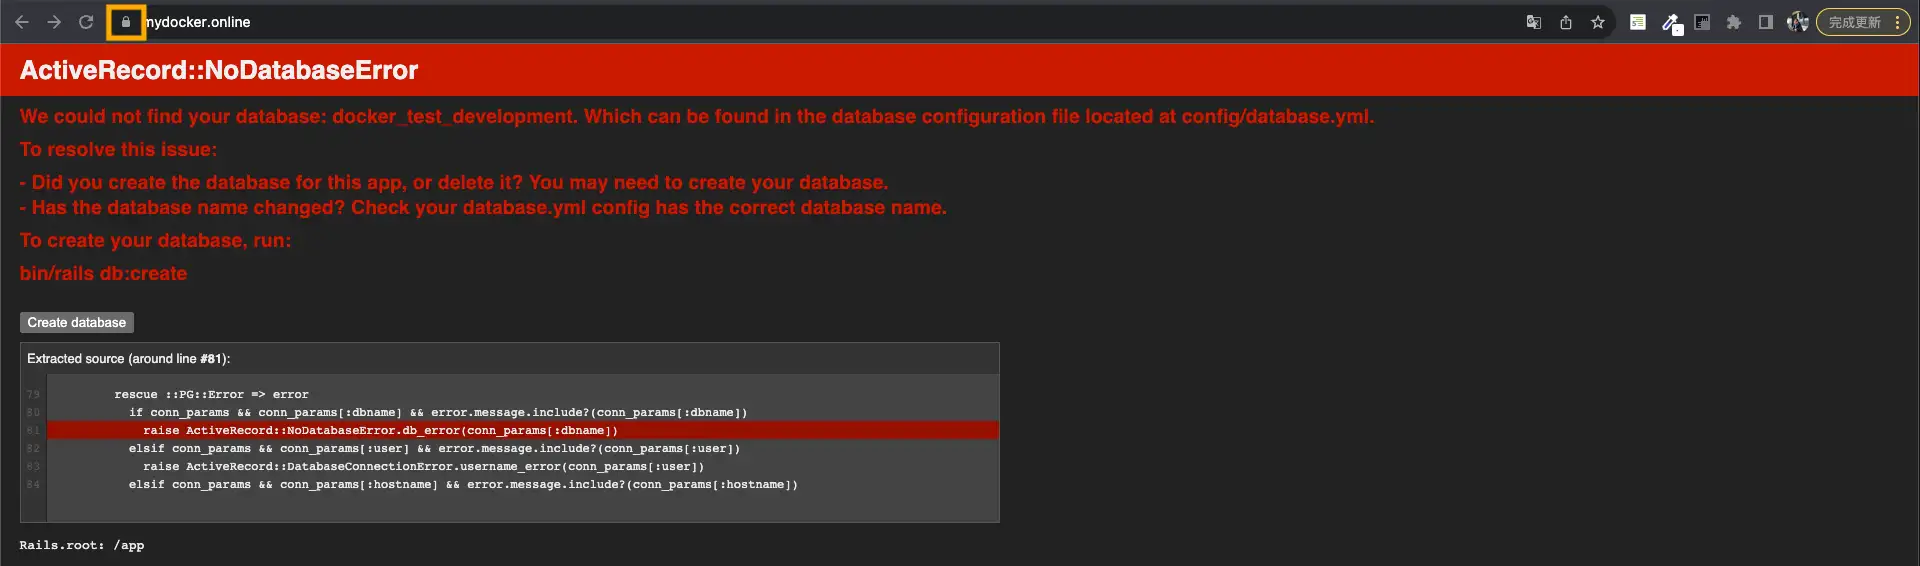 mydocker.online
完成更新
ActiveRecord::NoDatabaseError
We could not find your database: docker_test_development. Which can be found in the database configuration file located at config/database.yml.
To resolve this issue:
- Did you create the database for this app, or delete it? You may need to create your database.
- Has the database name changed? Check your database.yml config has the correct database name.
To create your database, run:
bin/rails db:create
Create database
Extracted source (around line #81):
79 rescue ::PG::Error => error
80 if conn_params && conn_params[:dbname] && error.message.include?(conn_params[:dbname])
81 raise ActiveRecord::NoDatabaseError.db_error(conn_params[:dbname])
82 elsif conn_params && conn_params[:user] && error.message.include?(conn_params[:user])
83 raise ActiveRecord::DatabaseConnectionError.username_error(conn_params[:user])
84 elsif conn_params && conn_params[:hostname] && error.message.include?(conn_params[:hostname])
Rails.root: /app